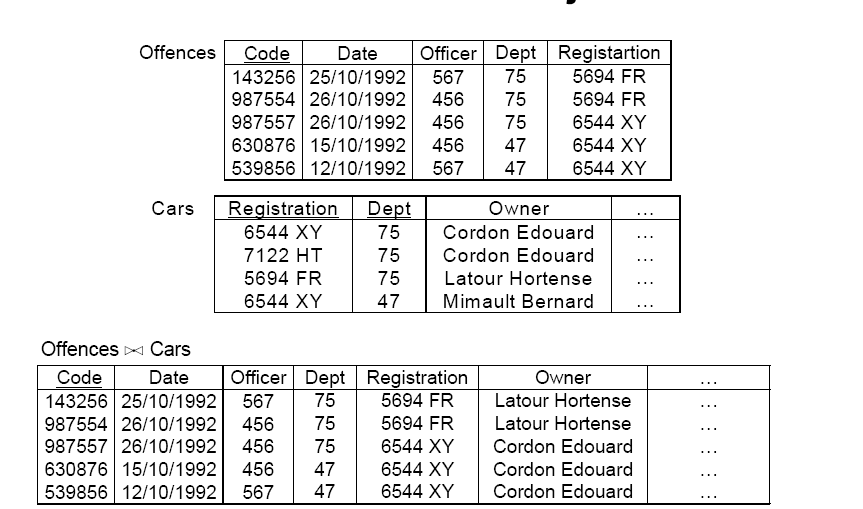 Offences Code Date Officer Dept Registartion
143256 25/10/1992 567 75 5694 FR
987554 26/10/1992 456 75 5694 FR
987557 26/10/1992 456 75 6544 XY
630876 15/10/1992 456 47 6544 XY
539856 12/10/1992 567 47 6544 XY
Cars Registration Dept Owner ...
6544 XY 75 Cordon Edouard ...
7122 HT 75 Cordon Edouard ...
5694 FR 75 Latour Hortense ...
6544 XY 47 Mimault Bernard ...
Offences ⋈ Cars
Code Date Officer Dept Registration Owner ...
143256 25/10/1992 567 75 5694 FR Latour Hortense ...
987554 26/10/1992 456 75 5694 FR Latour Hortense ...
987557 26/10/1992 456 75 6544 XY Cordon Edouard ...
630876 15/10/1992 456 47 6544 XY Cordon Edouard ...
539856 12/10/1992 567 47 6544 XY Cordon Edouard ...